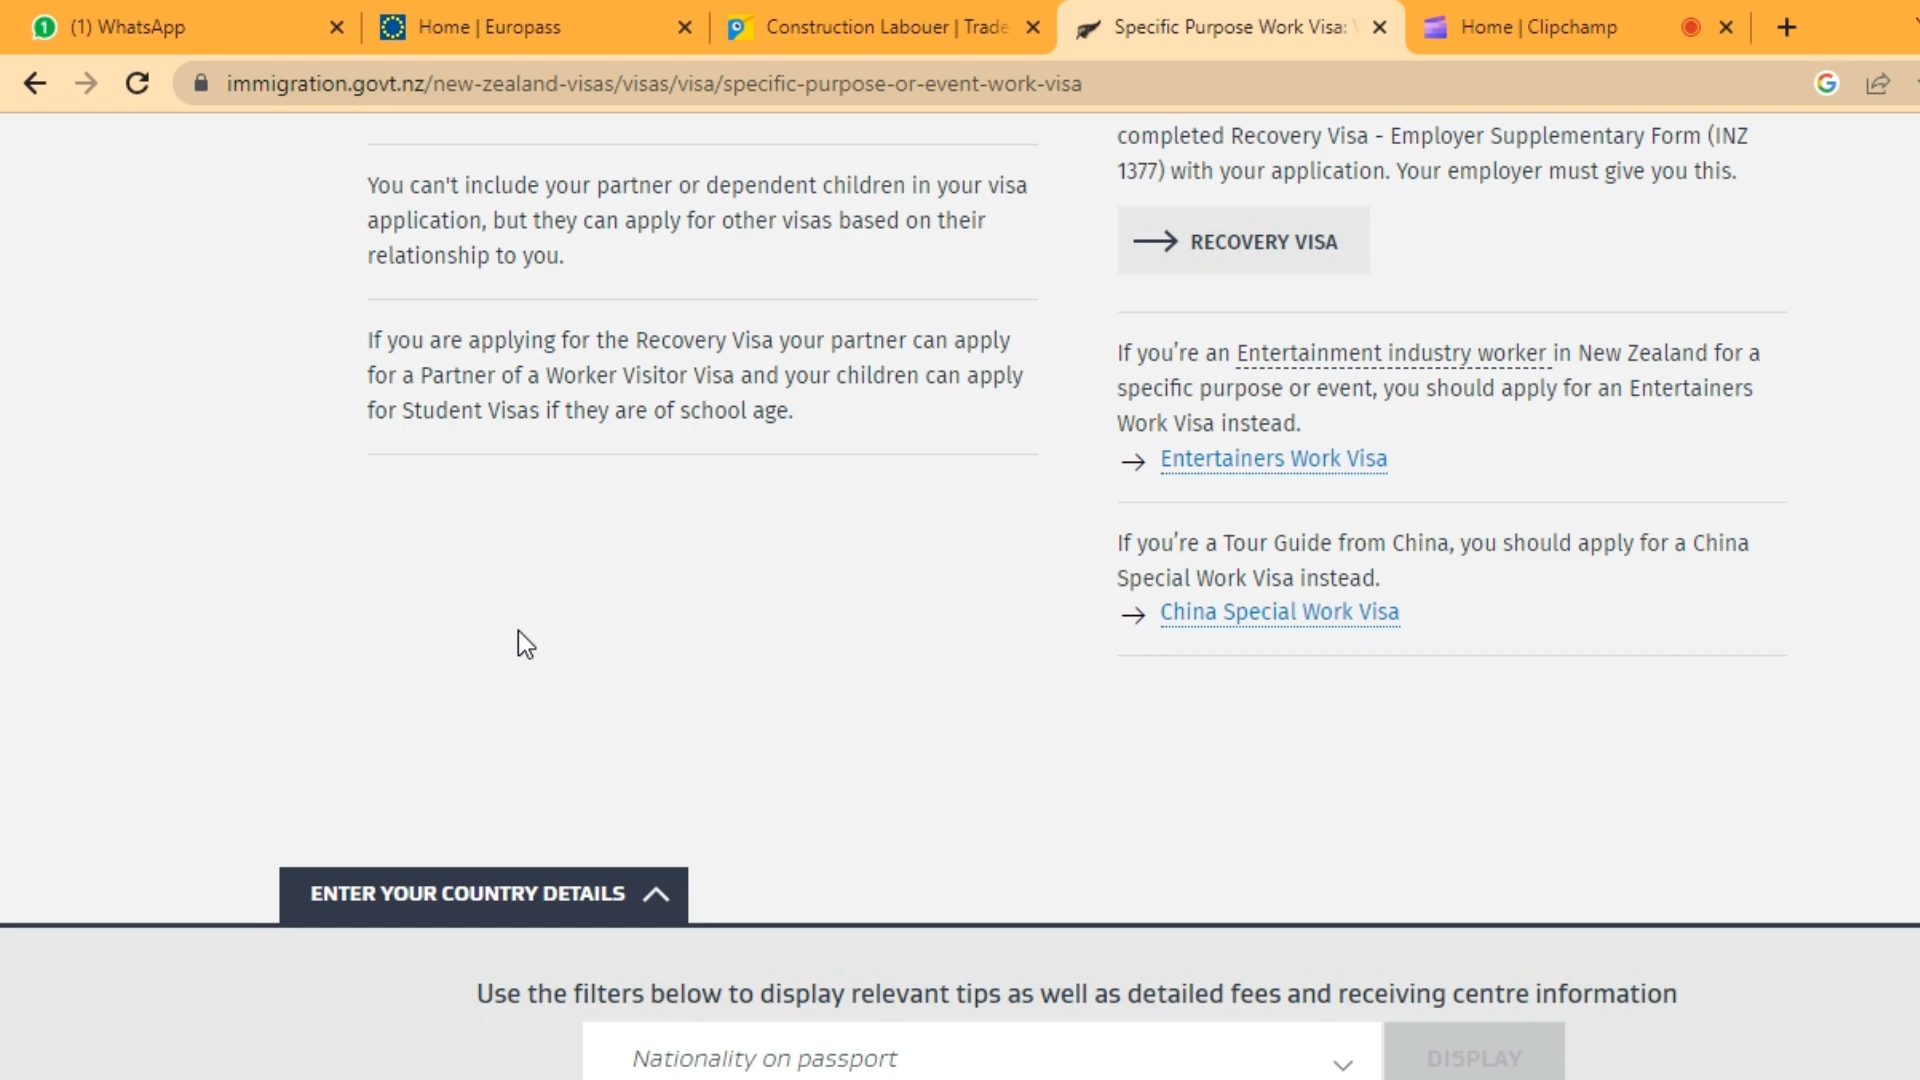 (1) WhatsApp
Home | Europass
Construction Labouer | Trade
Specific Purpose Work Visa:
Home | Clipchamp
immigration.govt.nz/new-zealand-visas/visas/visa/specific-purpose-or-event-work-visa
You can't include your partner or dependent children in your visa
application, but they can apply for other visas based on their
relationship to you.
If you are applying for the Recovery Visa your partner can apply
for a Partner of a Worker Visitor Visa and your children can apply
for Student Visas if they are of school age.
completed Recovery Visa - Employer Supplementary Form (INZ
1377) with your application. Your employer must give you this.
RECOVERY VISA
If you’re an Entertainment industry worker in New Zealand for a
specific purpose or event, you should apply for an Entertainers
Work Visa instead.
Entertainers Work Visa
If you’re a Tour Guide from China, you should apply for a China
Special Work Visa instead.
China Special Work Visa
ENTER YOUR COUNTRY DETAILS
Use the filters below to display relevant tips as well as detailed fees and receiving centre information
Nationality on passport
DISPLAY